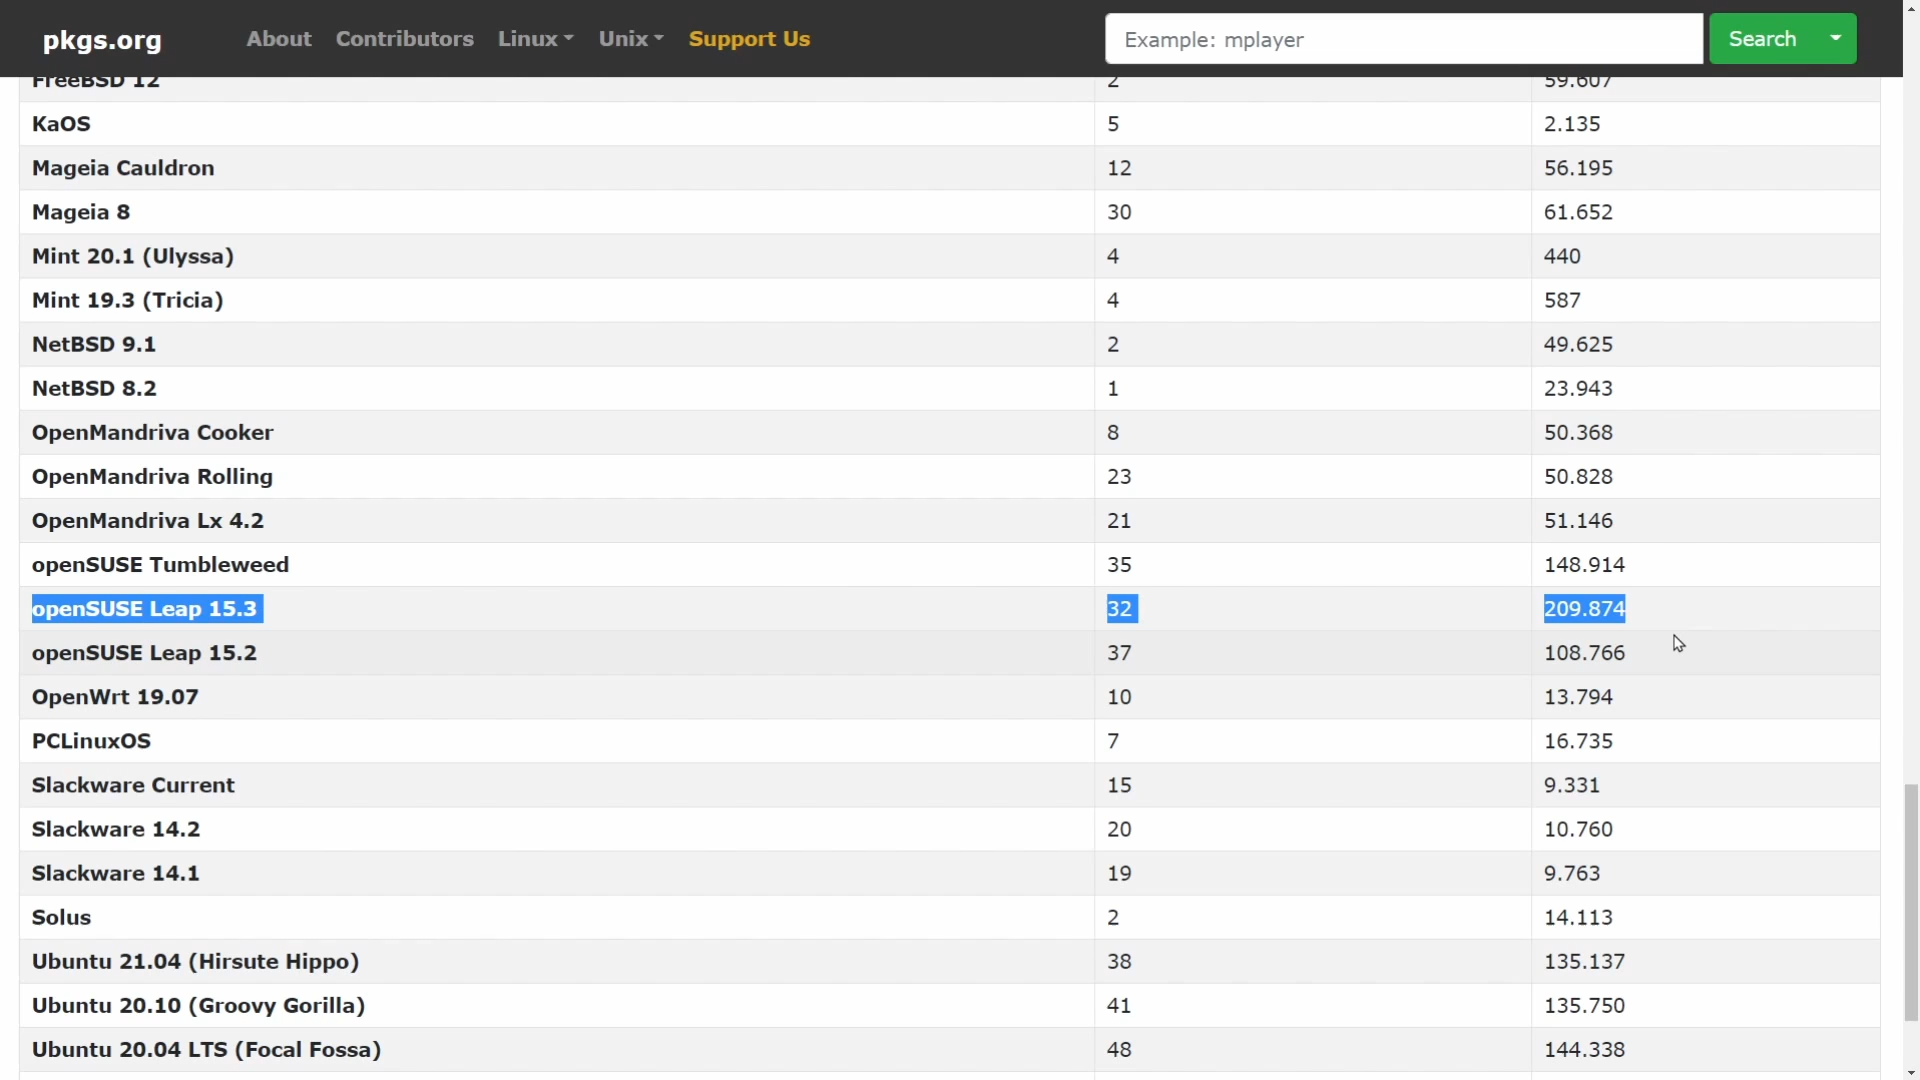 pkgs.org About Contributors Linux Unix Support Us Example: mplayer Search
FreeBSD 12 2 59.607
KaOS 5 2.135
Mageia Cauldron 12 56.195
Mageia 8 30 61.652
Mint 20.1 (Ulyssa) 4 440
Mint 19.3 (Tricia) 4 587
NetBSD 9.1 2 49.625
NetBSD 8.2 1 23.943
OpenMandriva Cooker 8 50.368
OpenMandriva Rolling 23 50.828
OpenMandriva Lx 4.2 21 51.146
openSUSE Tumbleweed 35 148.914
openSUSE Leap 15.3 32 209.874
openSUSE Leap 15.2 37 108.766
OpenWrt 19.07 10 13.794
PCLinuxOS 7 16.735
Slackware Current 15 9.331
Slackware 14.2 20 10.760
Slackware 14.1 19 9.763
Solus 2 14.113
Ubuntu 21.04 (Hirsute Hippo) 38 135.137
Ubuntu 20.10 (Groovy Gorilla) 41 135.750
Ubuntu 20.04 LTS (Focal Fossa) 48 144.338